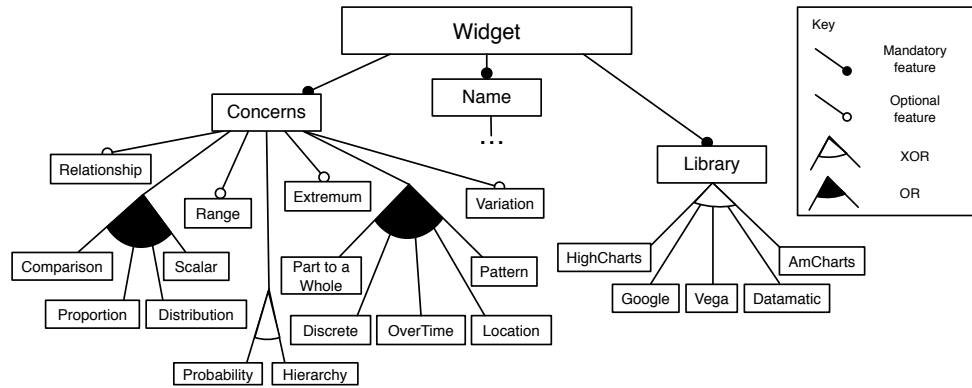 Widget
Key
Mandatory
feature
Concerns
Name
...
Optional
feature
Relationship
Library
XOR
Range
Extremum
Variation
OR
Comparison
Scalar
Part to a
Whole
Pattern
HighCharts
AmCharts
Proportion
Distribution
Discrete
OverTime
Location
Google
Vega
Datamatic
Probability
Hierarchy